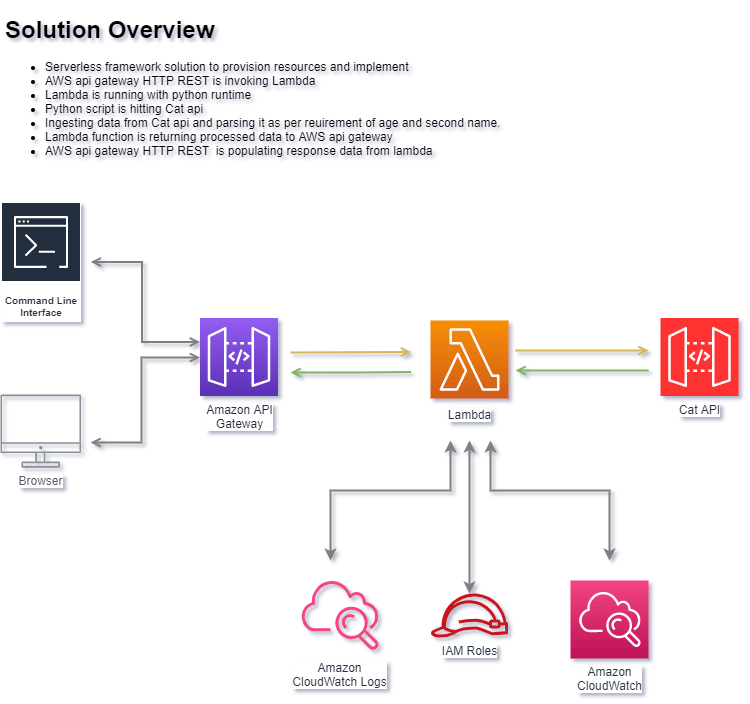 Solution Overview
Serverless framework solution to provision resources and implement
AWS api gateway HTTP REST is invoking Lambda
Lambda is running with python runtime
Python script is hitting Cat api
Ingesting data from Cat api and parsing it as per reuirement of age and second name.
Lambda function is returning processed data to AWS api gateway
AWS api gateway HTTP REST  is populating response data from lambda
Command Line
Interface
Amazon API
Gateway
Lambda
Cat API
Browser
Amazon
CloudWatch Logs
IAM Roles
Amazon
CloudWatch